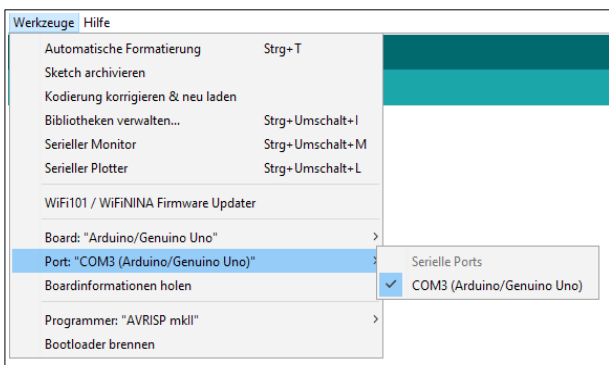 Werkzeuge Hilfe
Automatische Formatierung Strg+T
Sketch archivieren
Kodierung korrigieren & neu laden
Bibliotheken verwalten... Strg+Umschalt+I
Serieller Monitor Strg+Umschalt+M
Serieller Plotter Strg+Umschalt+L
WiFi101 / WiFiNINA Firmware Updater
Board: "Arduino/Genuino Uno"
Port: "COM3 (Arduino/Genuino Uno)"
Serielle Ports
Boardinformationen holen
COM3 (Arduino/Genuino Uno)
Programmer: "AVRISP mkII"
Bootloader brennen